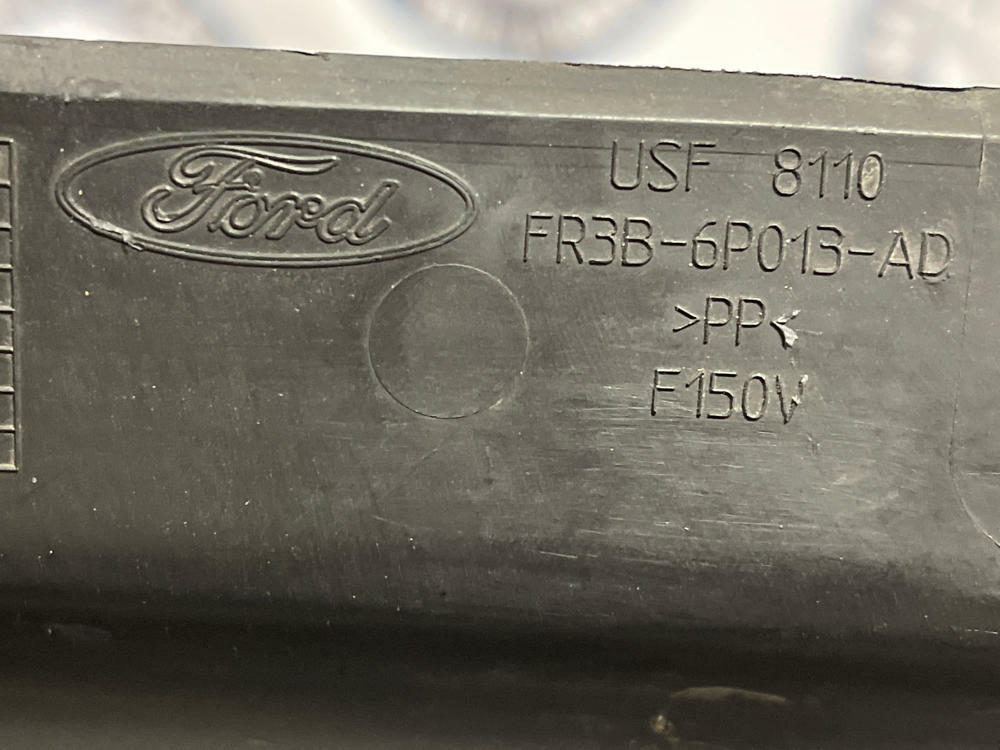 Ford
USF 8110
FR3B-6P013-AD
>PP<
F150V